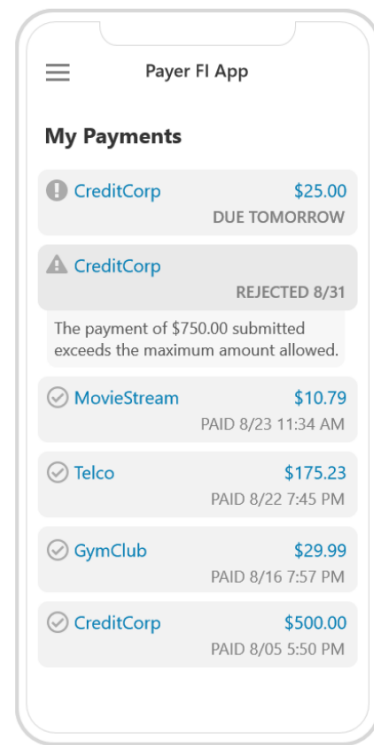 Payer FI App
My Payments
CreditCorp $25.00
DUE TOMORROW
CreditCorp
REJECTED 8/31
The payment of $750.00 submitted
exceeds the maximum amount allowed.
MovieStream $10.79
PAID 8/23 11:34 AM
Telco $175.23
PAID 8/22 7:45 PM
GymClub $29.99
PAID 8/16 7:57 PM
CreditCorp $500.00
PAID 8/05 5:50 PM